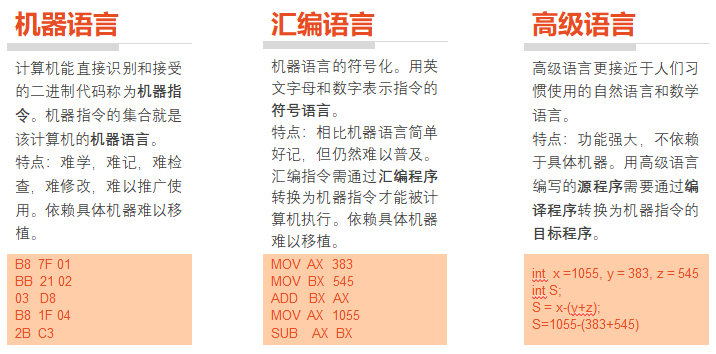 机器语言
计算机能直接识别和接受
的二进制代码称为机器指
令。机器指令的集合就是
该计算机的机器语言。
特点：难学，难记，难检
查，难修改，难以推广使
用。依赖具体机器难以移
植。
B8 7F 01
BB 21 02
03 D8
B8 1F 04
2B C3
汇编语言
机器语言的符号化。用英
文字母和数字表示指令的
符号语言。
特点：相比机器语言简单
好记，但仍然难以普及。
汇编指令需通过汇编程序
转换为机器指令才能被计
算机执行。依赖具体机器
难以移植。
MOV AX 383
MOV BX 545
ADD BX AX
MOV AX 1055
SUB AX BX
高级语言
高级语言更接近于人们习
惯使用的自然语言和数学
语言。
特点：功能强大，不依赖
于具体机器。用高级语言
编写的源程序需要通过编
译程序转换为机器指令的
目标程序。
int x =1055, y = 383, z = 545
int S;
S = x-(y+z);
S=1055-(383+545)